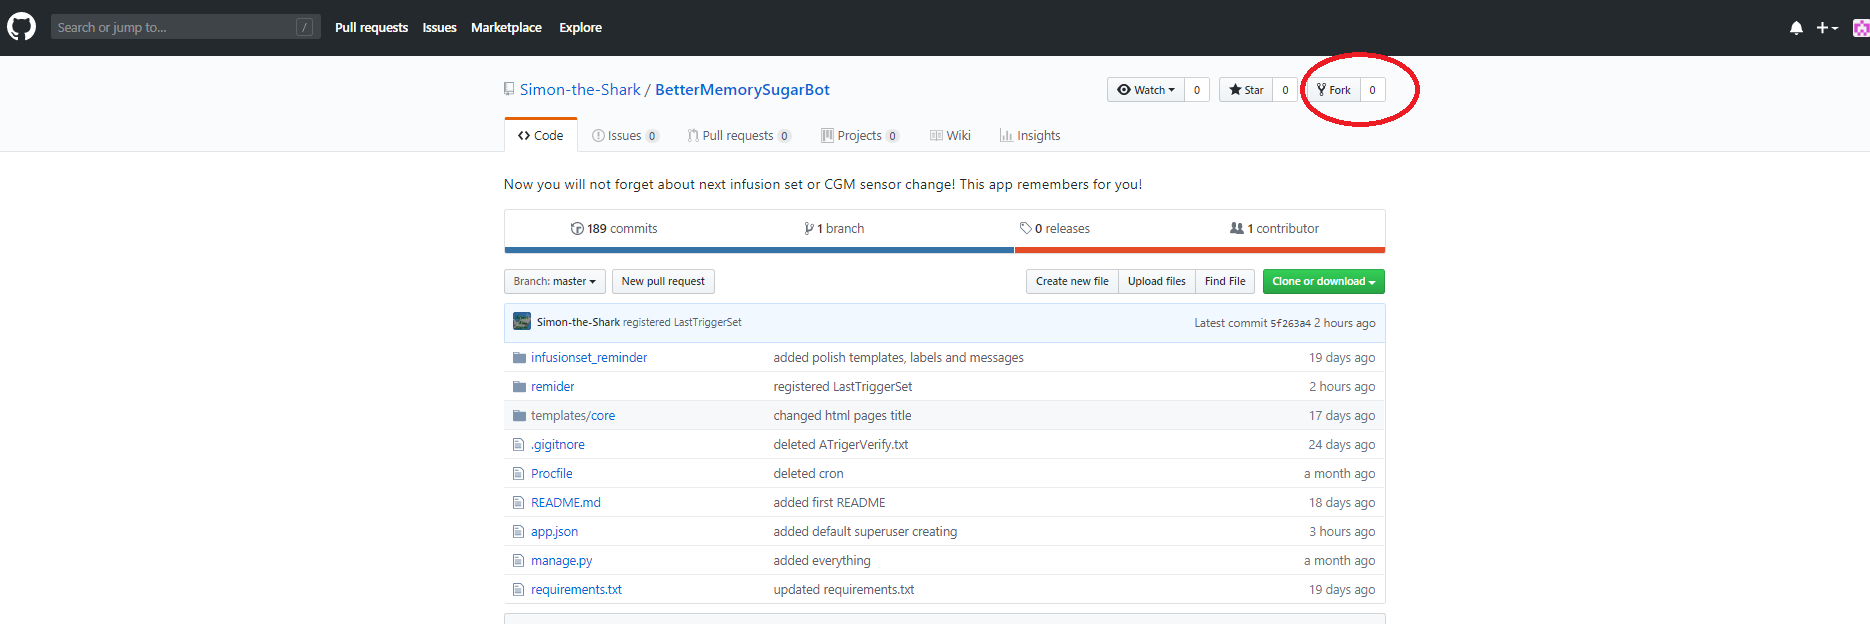 Search or jump to... / Pull requests Issues Marketplace Explore
Simon-the-Shark / BetterMemorySugarBot Watch 0 Star 0 Fork 0
Code Issues 0 Pull requests 0 Projects 0 Wiki Insights
Now you will not forget about next infusion set or CGM sensor change! This app remembers for you!
189 commits 1 branch 0 releases 1 contributor
Branch: master New pull request Create new file Upload files Find File Clone or download
Simon-the-Shark registered LastTriggerSet Latest commit 5f263a4 2 hours ago
infusionset_reminder added polish templates, labels and messages 19 days ago
remider registered LastTriggerSet 2 hours ago
templates/core changed html pages title 17 days ago
.gigitnore deleted ATrigerVerify.txt 24 days ago
Procfile deleted cron a month ago
README.md added first README 18 days ago
app.json added default superuser creating 3 hours ago
manage.py added everything a month ago
requirements.txt updated requirements.txt 19 days ago